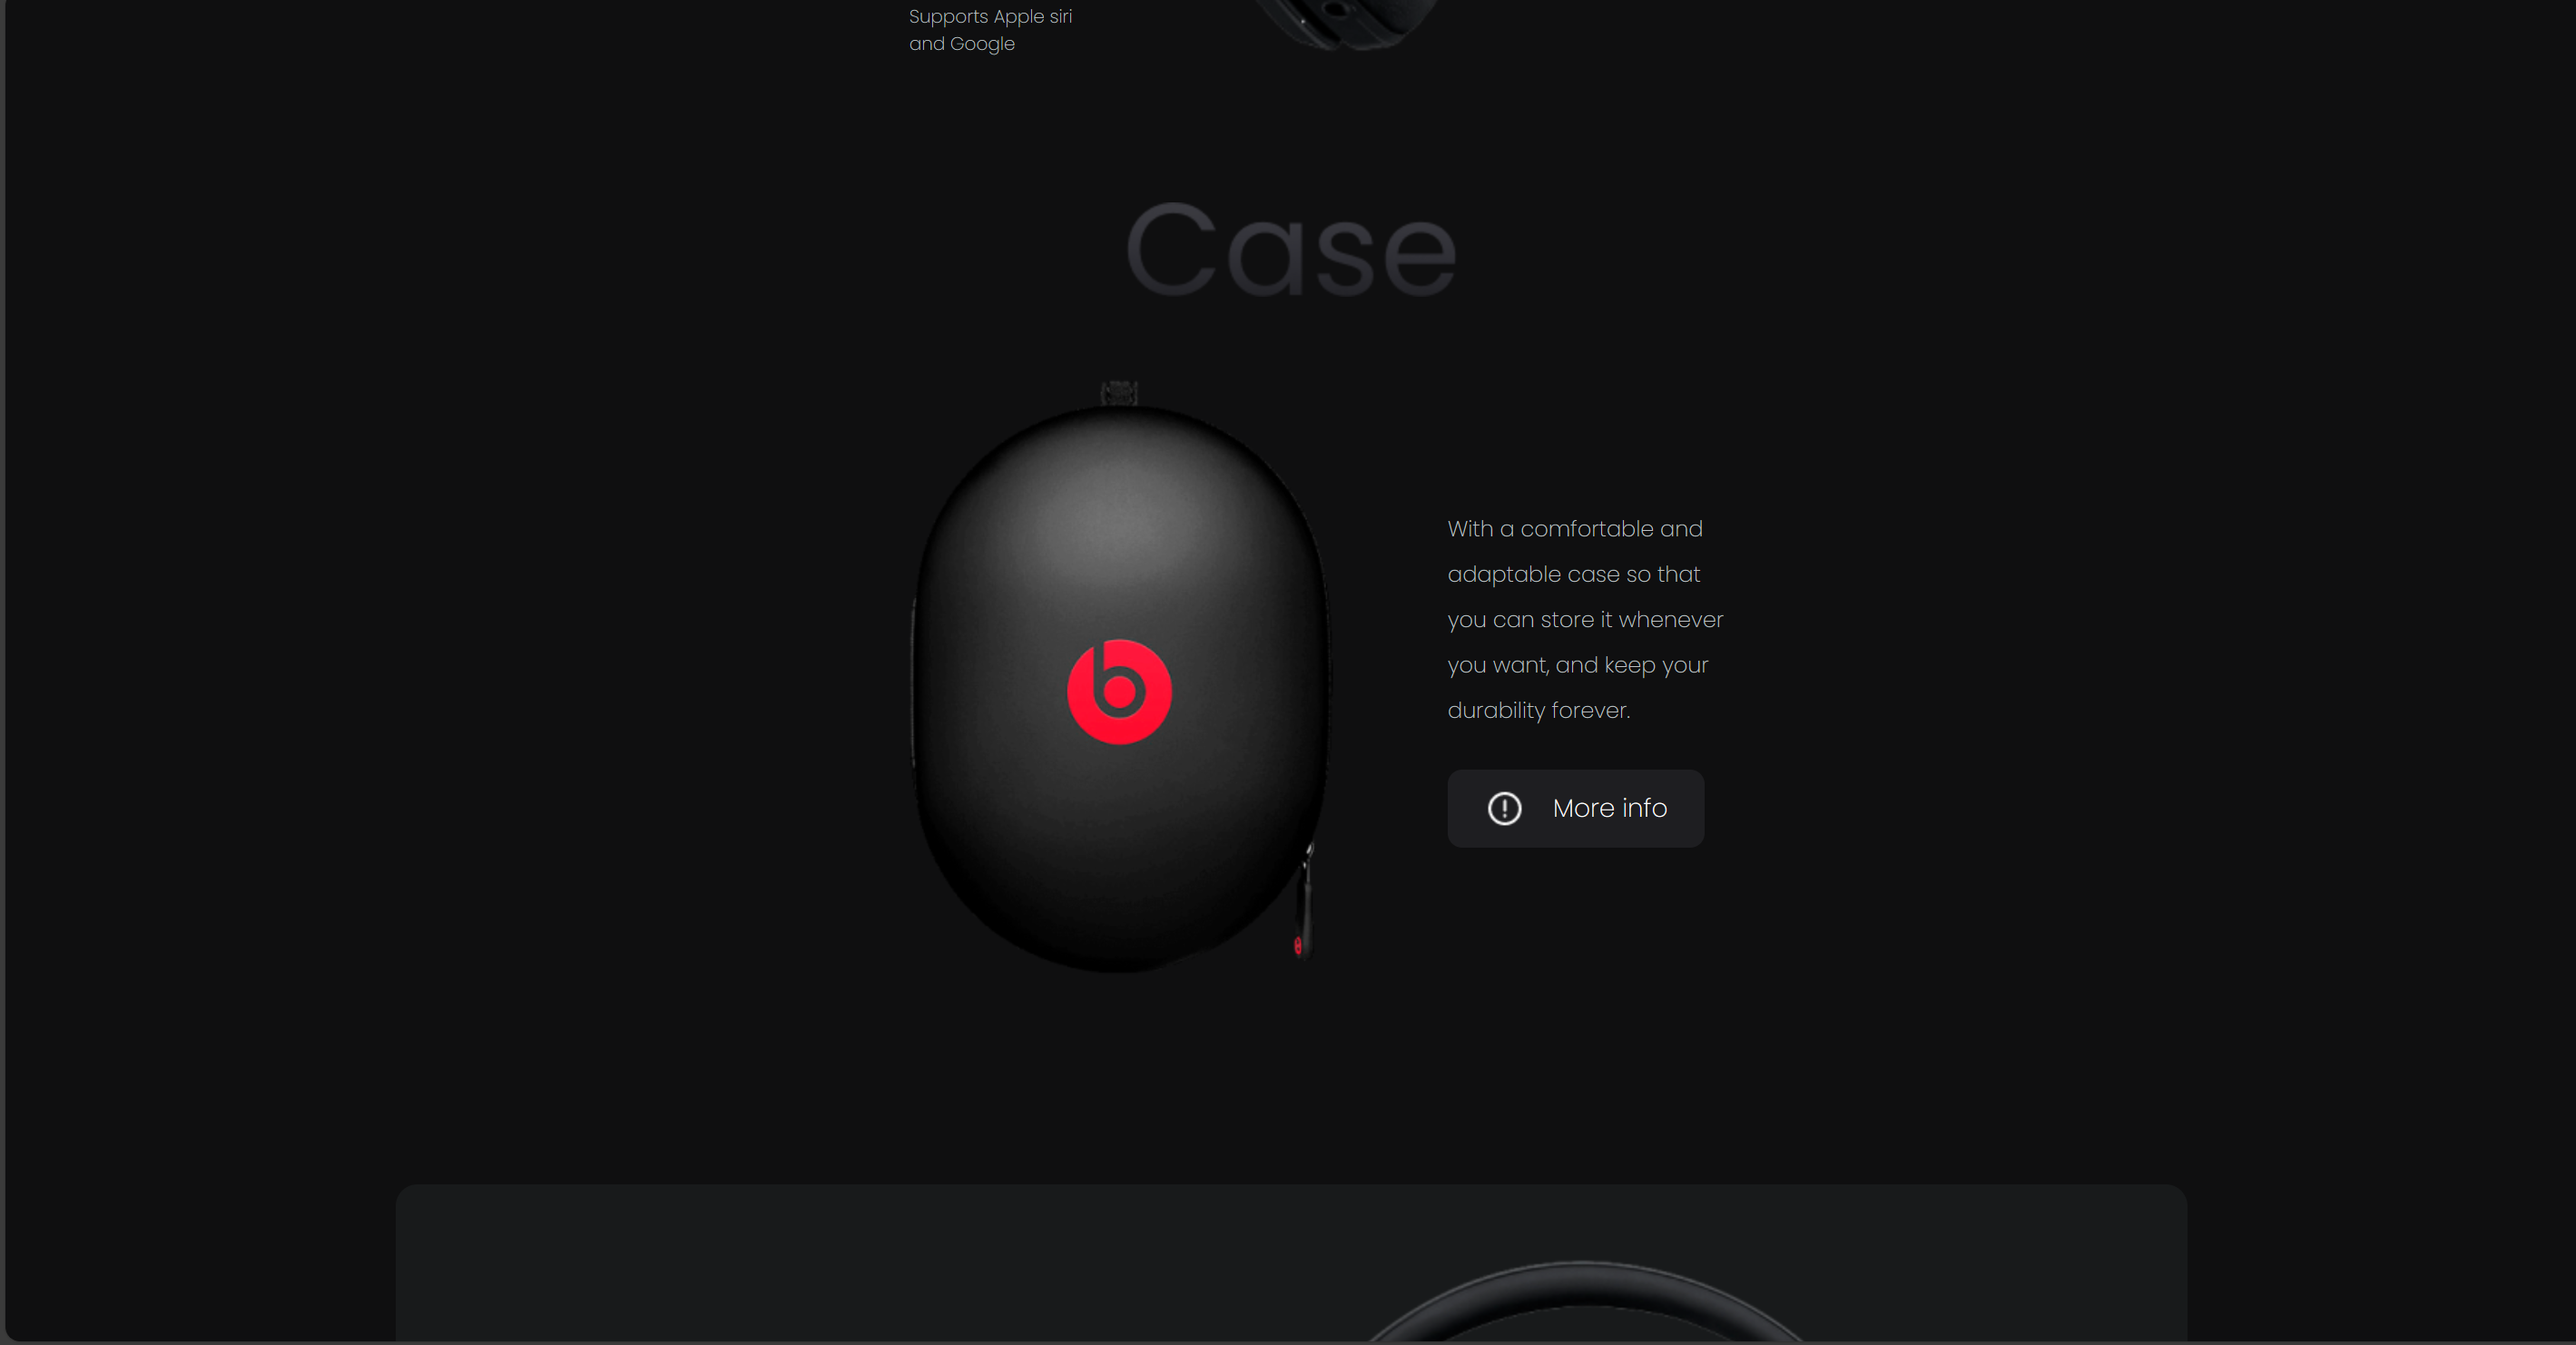 Supports Apple siri
and Google
Case
With a comfortable and
adaptable case so that
you can store it whenever
you want, and keep your
durability forever.
More info